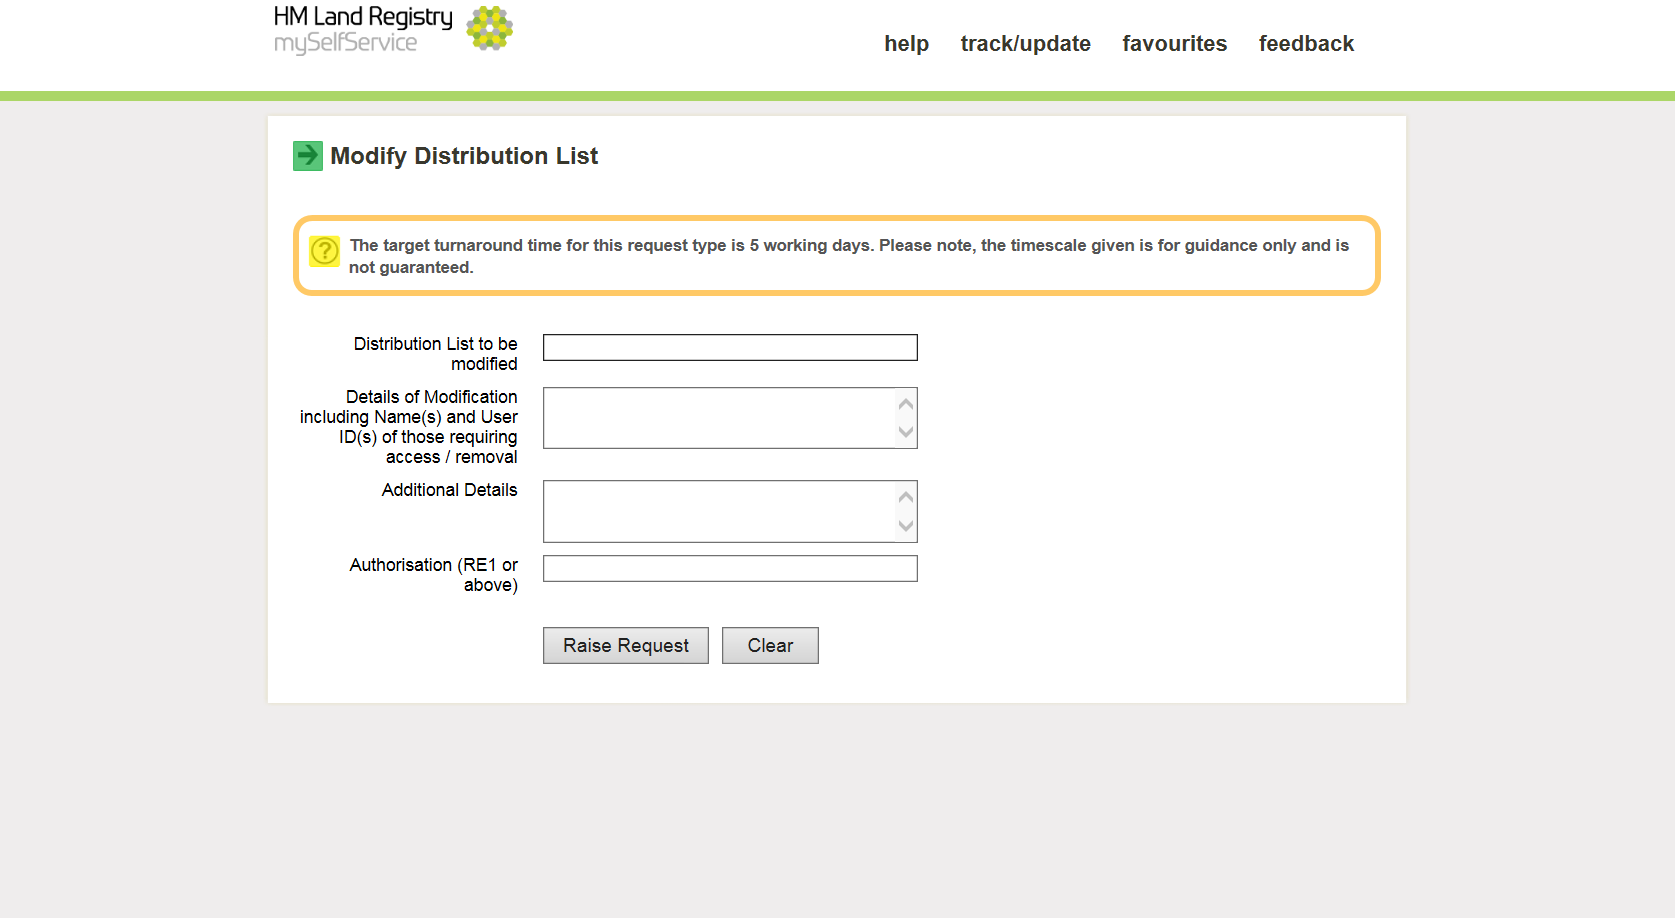 HM Land Registry
mySelfService
help track/update favourites feedback
Modify Distribution List
The target turnaround time for this request type is 5 working days. Please note, the timescale given is for guidance only and is
not guaranteed.
Distribution List to be
modified
Details of Modification
including Name(s) and User
ID(s) of those requiring
access / removal
Additional Details
Authorisation (RE1 or
above)
Raise Request Clear